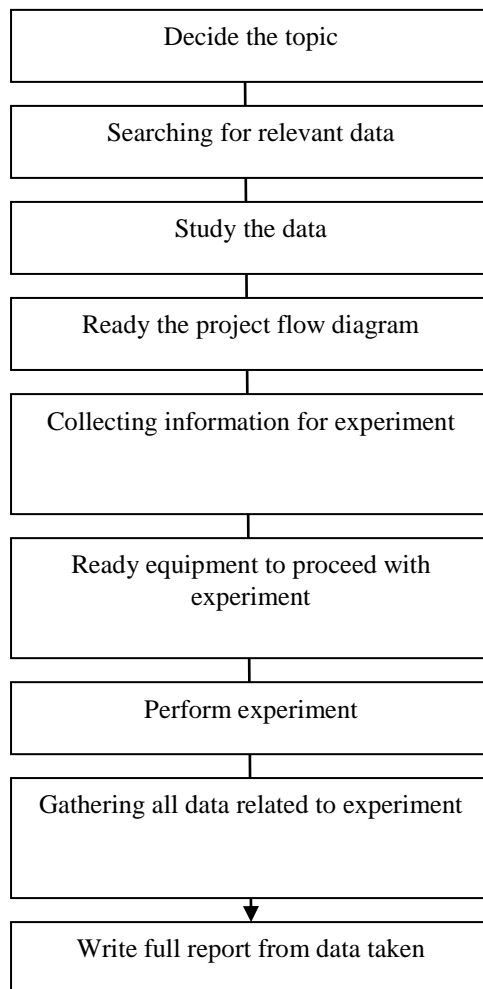 Decide the topic
Searching for relevant data
Study the data
Ready the project flow diagram
Collecting information for experiment
Ready equipment to proceed with
experiment
Perform experiment
Gathering all data related to experiment
Write full report from data taken